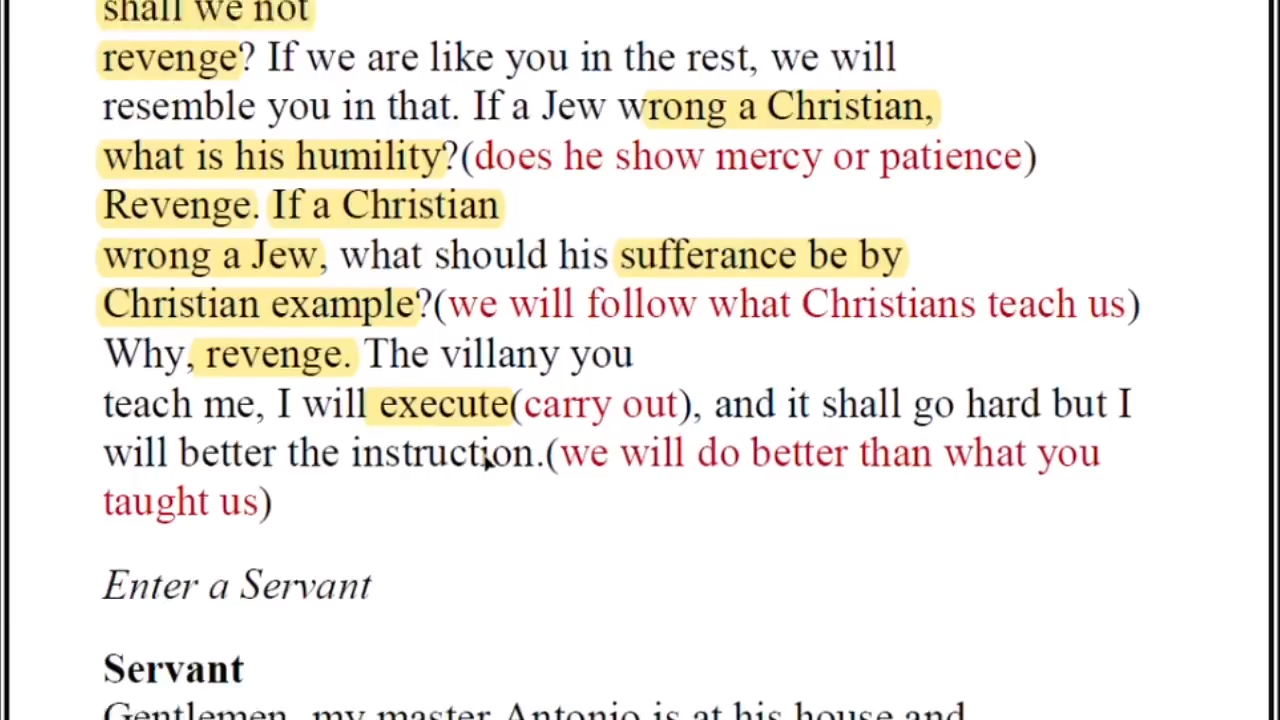 shall we not
revenge? If we are like you in the rest, we will
resemble you in that. If a Jew wrong a Christian,
what is his humility?(does he show mercy or patience)
Revenge. If a Christian
wrong a Jew, what should his sufferance be by
Christian example?(we will follow what Christians teach us)
Why, revenge. The villany you
teach me, I will execute(carry out), and it shall go hard but I
will better the instruction.(we will do better than what you
taught us)
Enter a Servant
Servant
Gentlemen, my master Antonio is at his house and